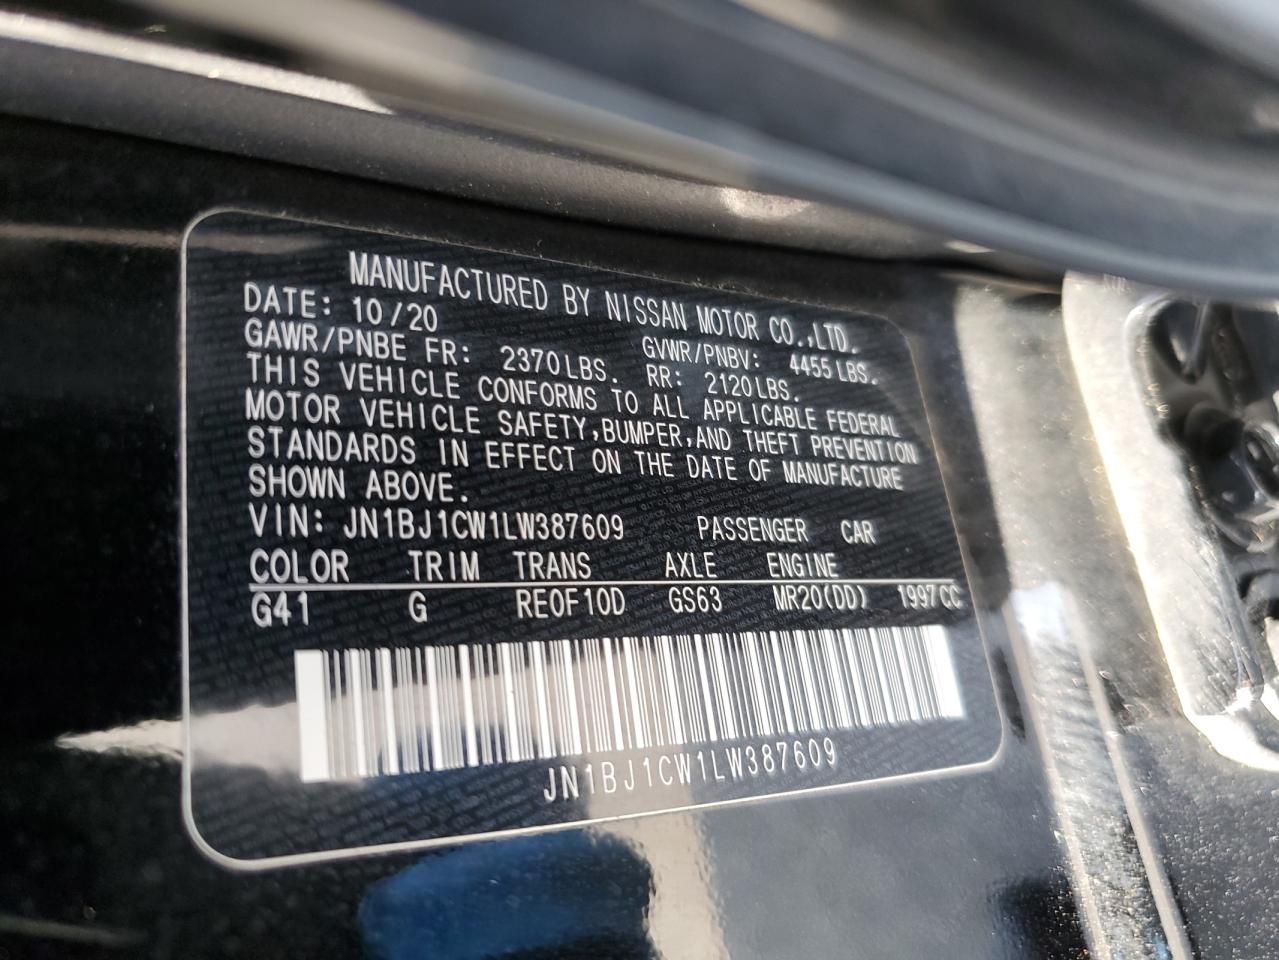 MANUFACTURED BY NISSAN MOTOR CO.,LTD.
DATE: 10/20 GVWR/PNBV: 4455LBS.
GAWR/PNBE FR: 2370LBS. RR: 2120LBS.
THIS VEHICLE CONFORMS TO ALL APPLICABLE FEDERAL
MOTOR VEHICLE SAFETY,BUMPER,AND THEFT PREVENTION
STANDARDS IN EFFECT ON THE DATE OF MANUFACTURE
SHOWN ABOVE.
VIN: JN1BJ1CW1LW387609 PASSENGER CAR
COLOR TRIM TRANS AXLE ENGINE
G41 G REOF10D GS63 MR20(DD) 1997CC
JN1BJ1CW1LW387609